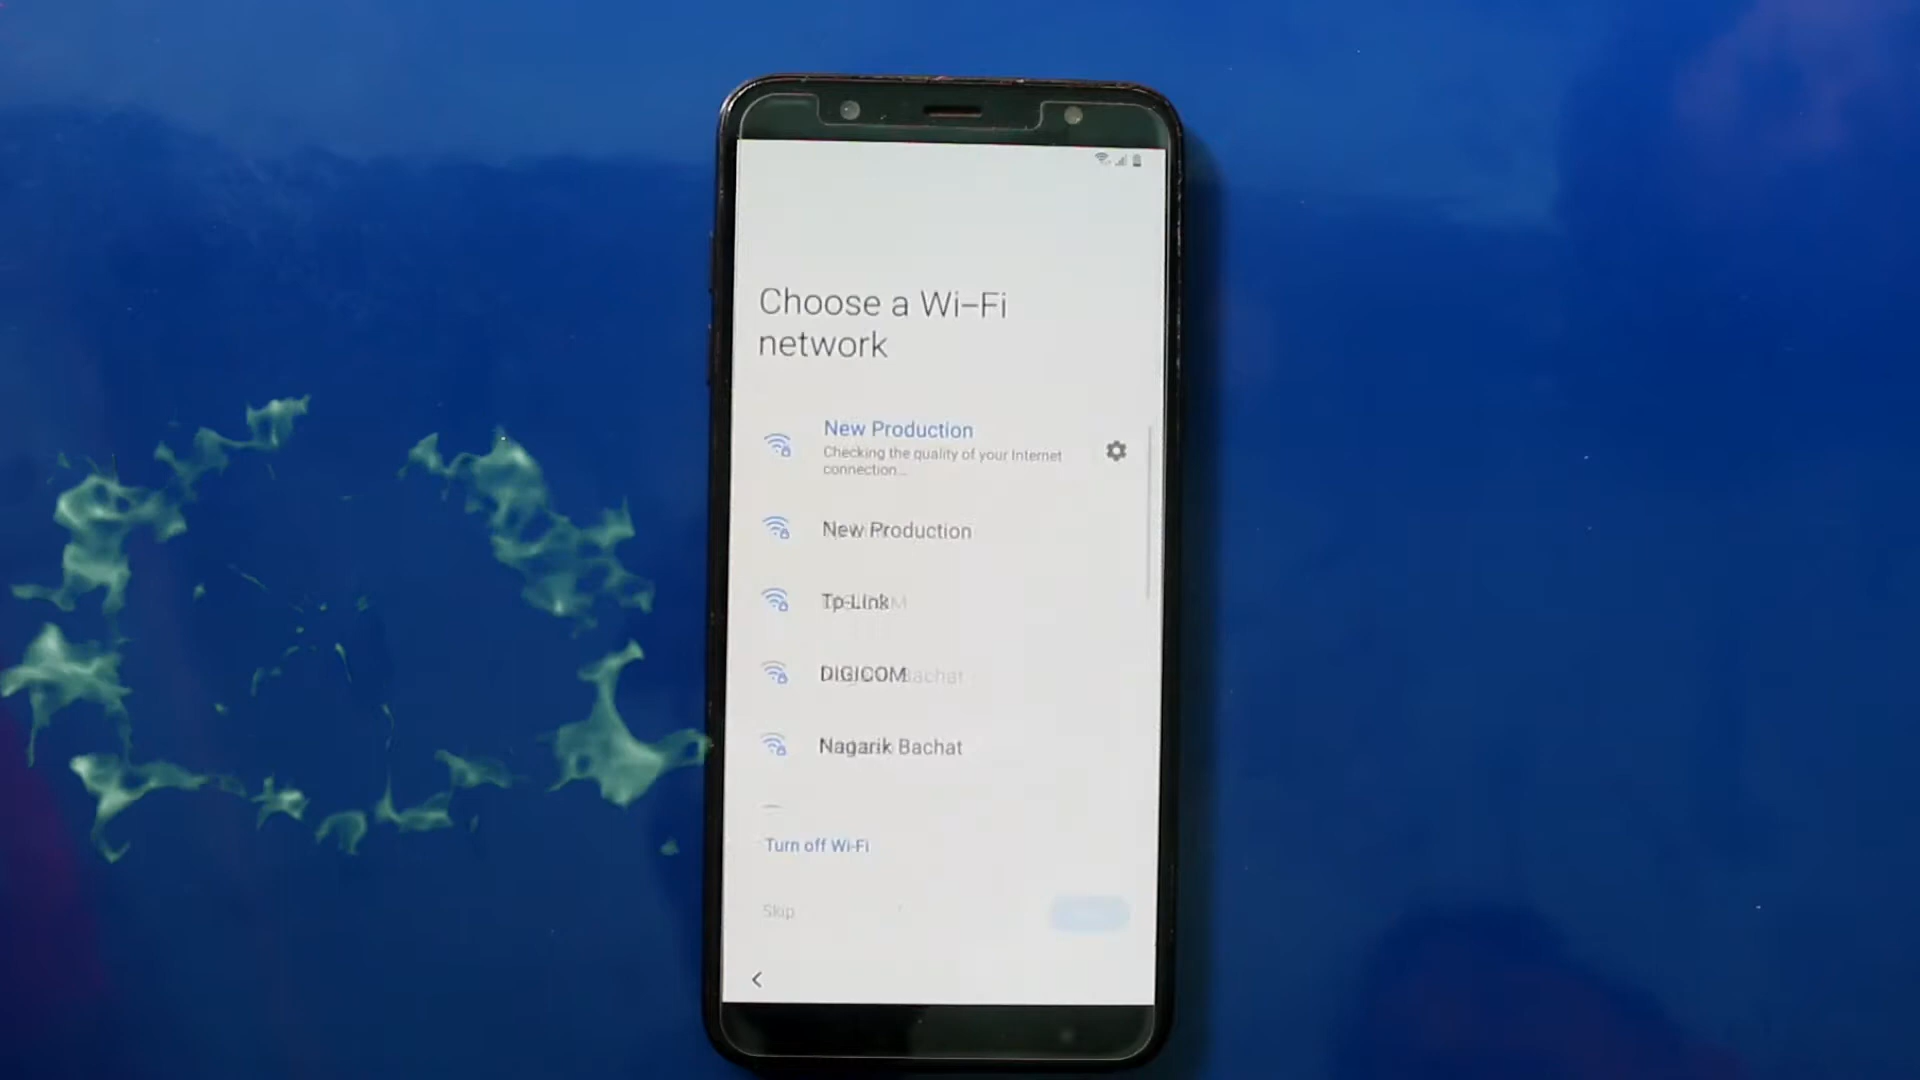 Choose a Wi-Fi
network
New Production
Checking the quality of your Internet
connection...
New Production
Tp-Link
DIGICOM
Nagarik Bachat
Turn off Wi-Fi
Skip